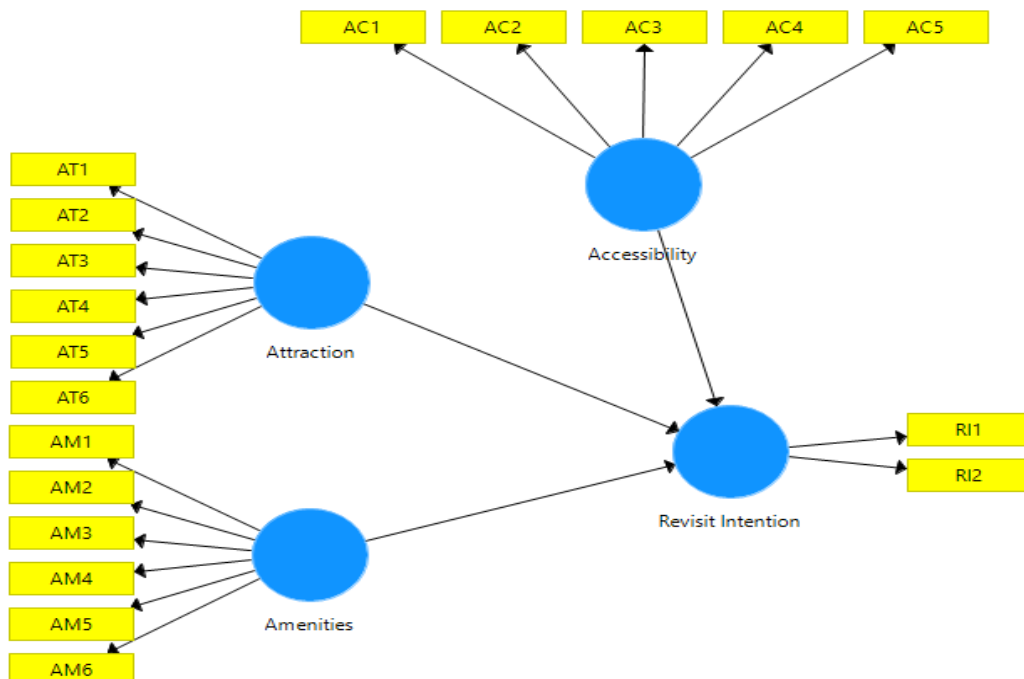 AC1
AC2
AC3
AC4
AC5
Accessibility
AT1
AT2
AT3
AT4
AT5
AT6
Attraction
AM1
AM2
AM3
AM4
AM5
AM6
Amenities
RI1
RI2
Revisit Intention